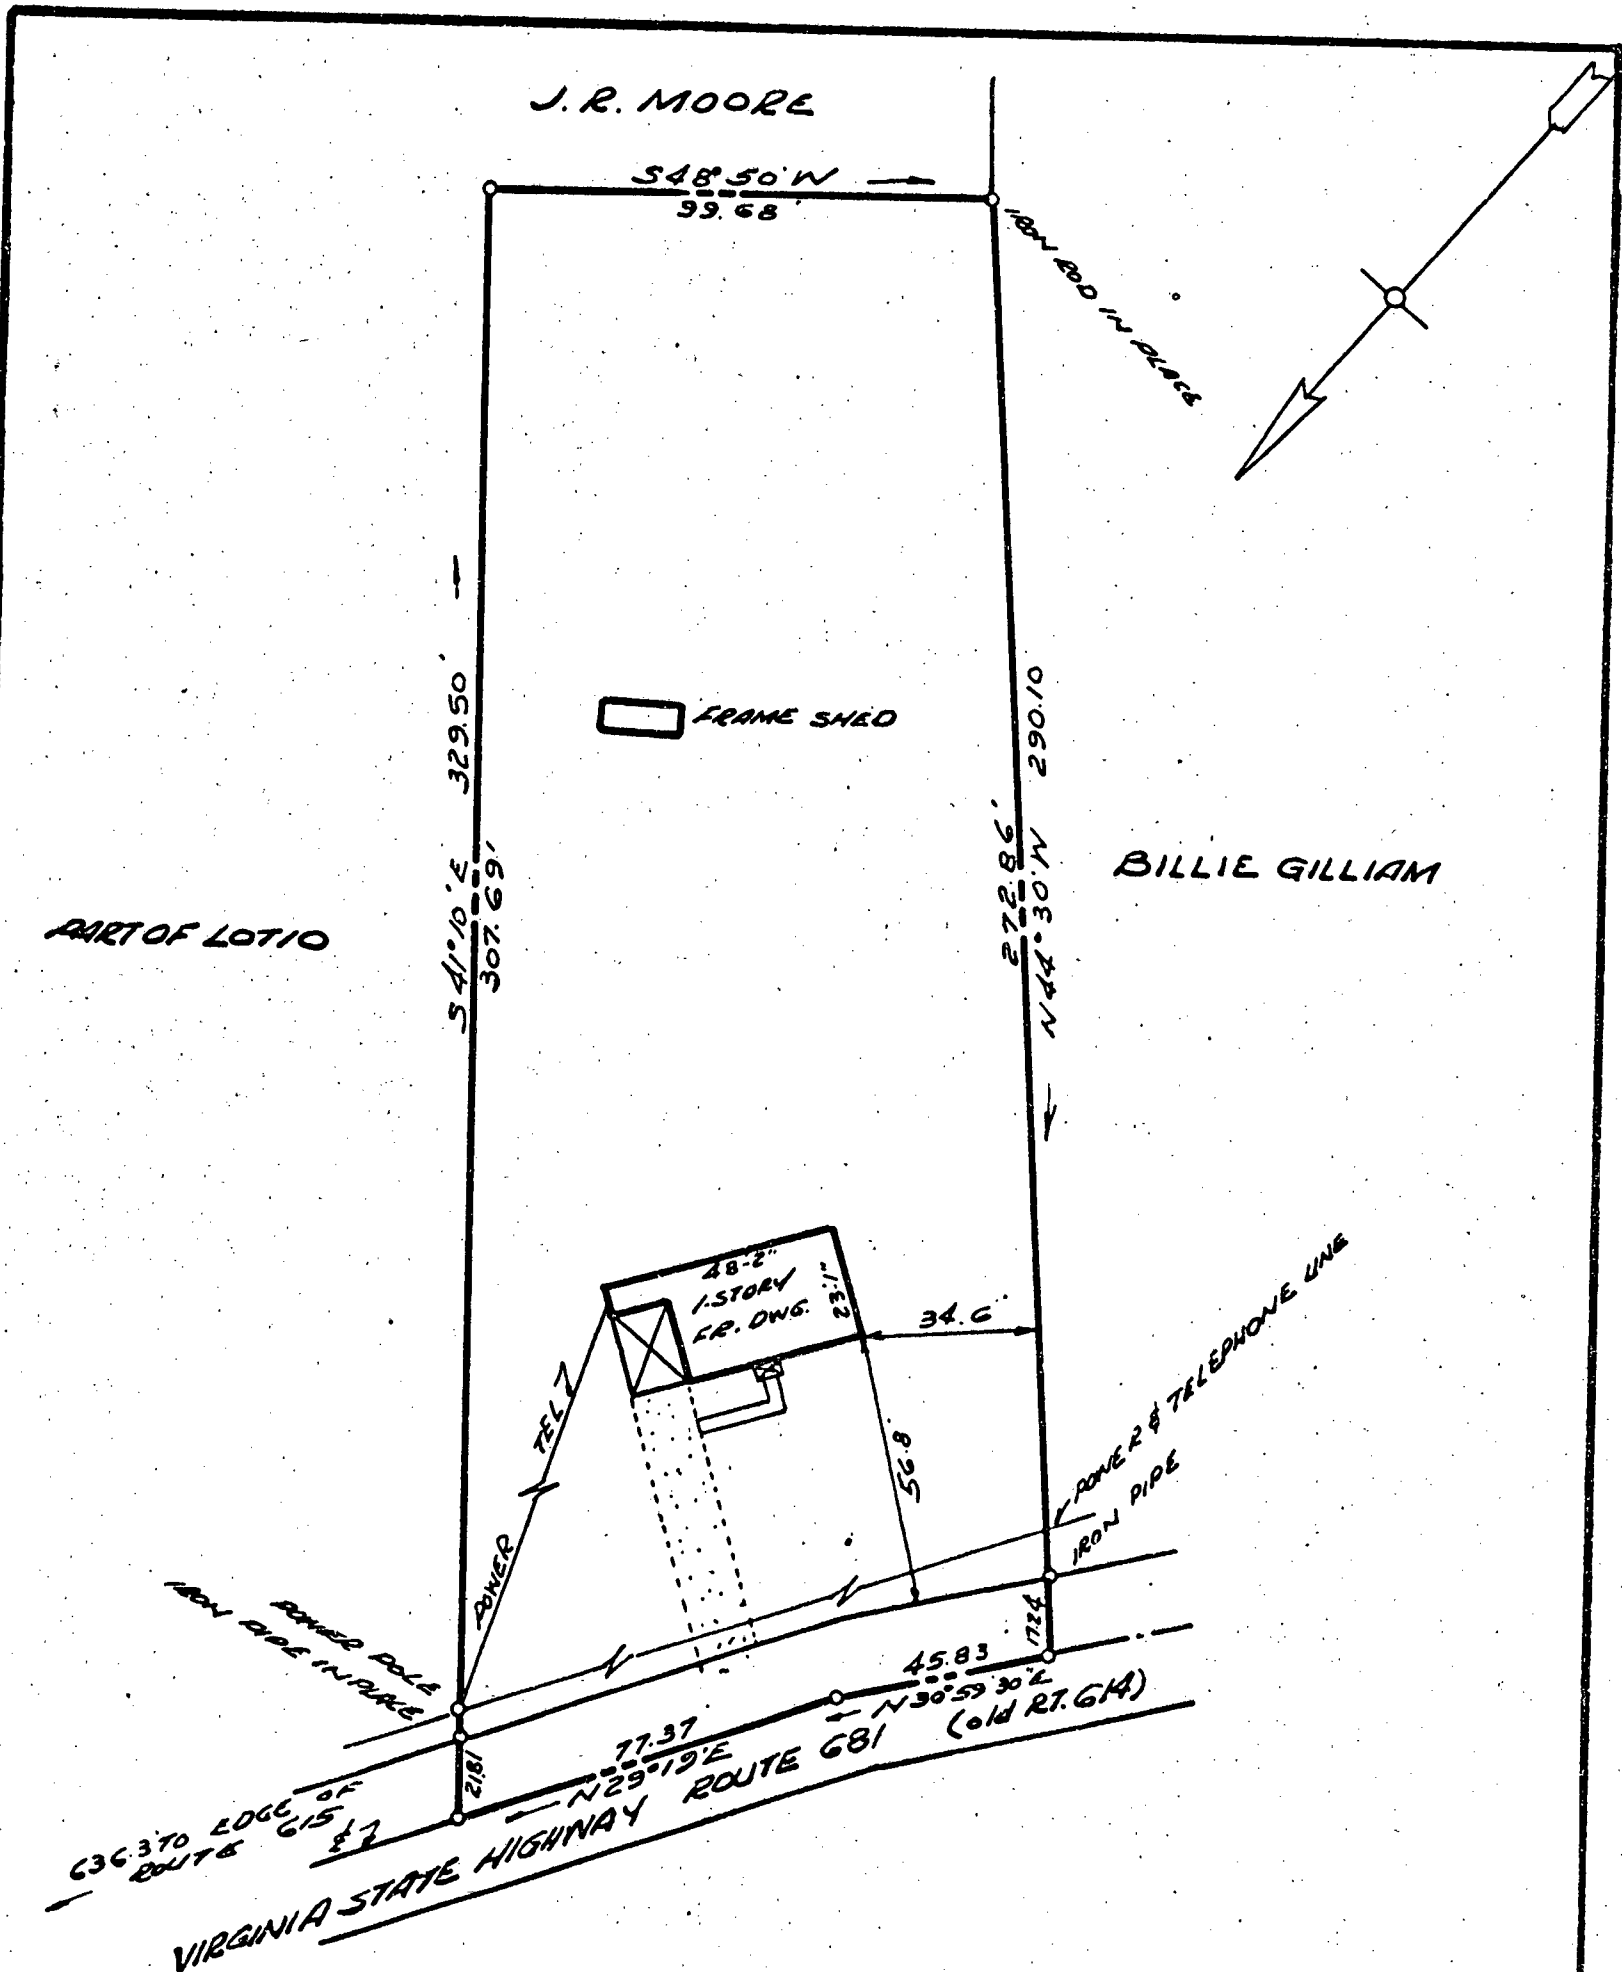 J. R. MOORE
S48°50'W
99.68
IRON ROD IN PLACE
329.50'
S 41°10'E
307.69'
FRAME SHED
290.10
272.86'
N44°30'W
BILLIE GILLIAM
PART OF LOT 10
48-2"
1-STORY
FR. DWG.
23'-1"
34.6'
TEL
POWER
56.8
POWER & TELEPHONE LINE
IRON PIPE
POWER POLE
IRON PIPE IN PLACE
17.24
45.83
N30°59'30"E
(old RT. 614)
77.37
N29°19'E
21.81
636.3' TO EDGE OF
ROUTE 615
VIRGINIA STATE HIGHWAY ROUTE 681